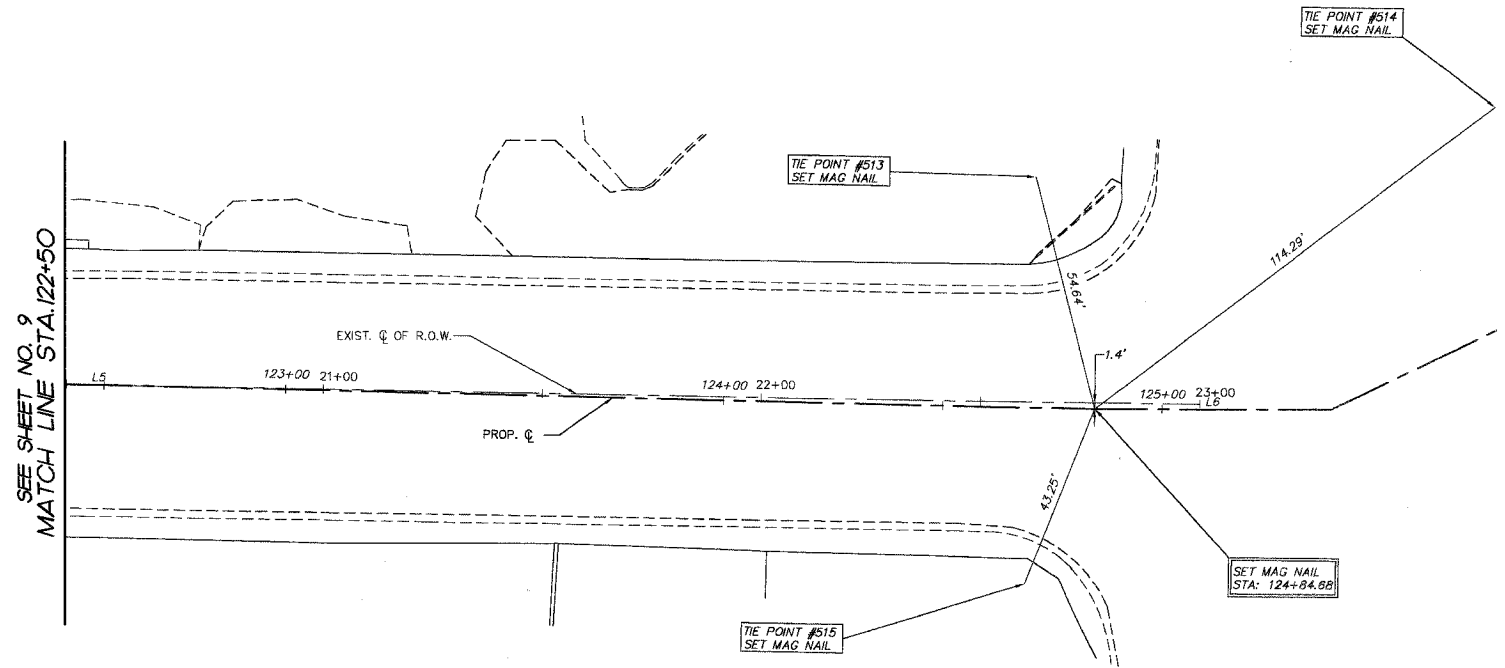 TIE POINT #514
SET MAG NAIL
TIE POINT #513
SET MAG NAIL
114.29'
54.64'
SEE SHEET NO. 9
MATCH LINE STA.122+50
EXIST. ℄ OF R.O.W.
1.4'
L5
123+00 21+00
124+00 22+00
125+00 23+00
L6
PROP. ℄
43.25'
SET MAG NAIL
STA: 124+84.68
TIE POINT #515
SET MAG NAIL